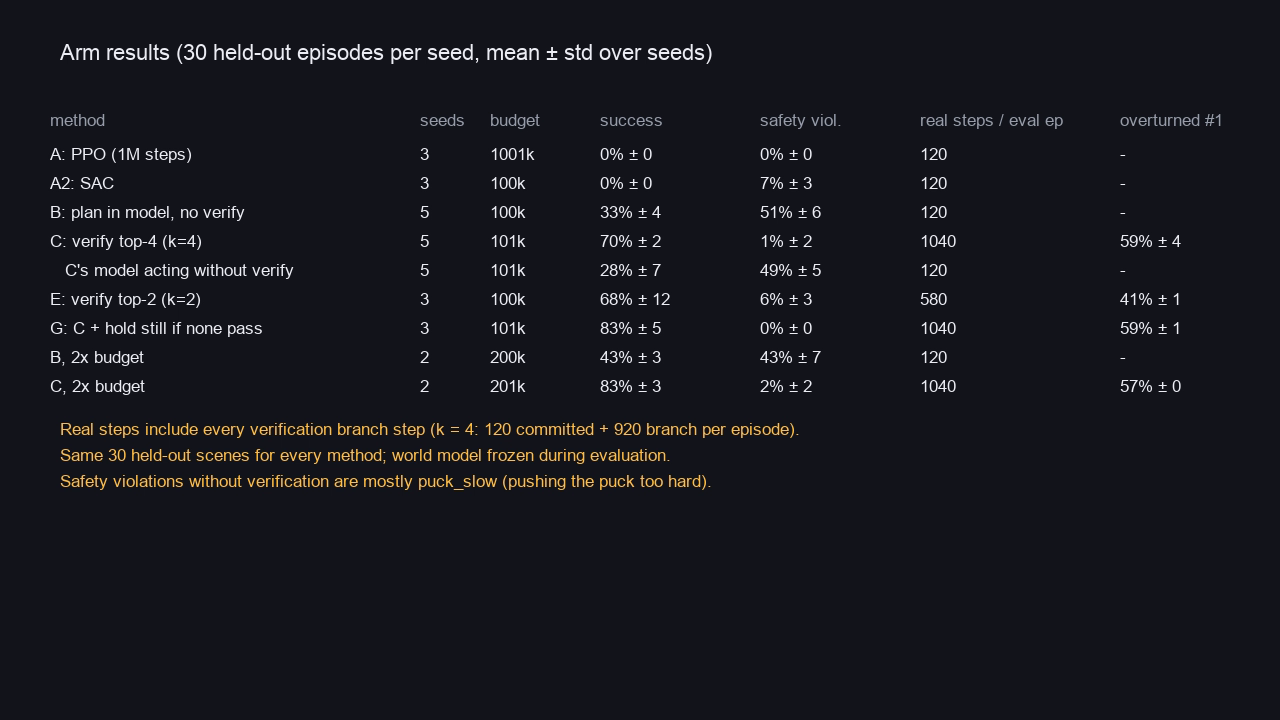 Arm results (30 held-out episodes per seed, mean ± std over seeds)
method seeds budget success safety viol. real steps / eval ep overturned #1
A: PPO (1M steps) 3 1001k 0% ± 0 0% ± 0 120 -
A2: SAC 3 100k 0% ± 0 7% ± 3 120 -
B: plan in model, no verify 5 100k 33% ± 4 51% ± 6 120 -
C: verify top-4 (k=4) 5 101k 70% ± 2 1% ± 2 1040 59% ± 4
C's model acting without verify 5 101k 28% ± 7 49% ± 5 120 -
E: verify top-2 (k=2) 3 100k 68% ± 12 6% ± 3 580 41% ± 1
G: C + hold still if none pass 3 101k 83% ± 5 0% ± 0 1040 59% ± 1
B, 2x budget 2 200k 43% ± 3 43% ± 7 120 -
C, 2x budget 2 201k 83% ± 3 2% ± 2 1040 57% ± 0
Real steps include every verification branch step (k = 4: 120 committed + 920 branch per episode).
Same 30 held-out scenes for every method; world model frozen during evaluation.
Safety violations without verification are mostly puck_slow (pushing the puck too hard).